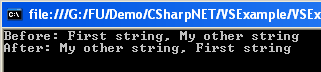 C:\ file:///G:/FU/Demo/CSharpNET/VSExample/VSEx
Before: First string, My other string
After: My other string, First string